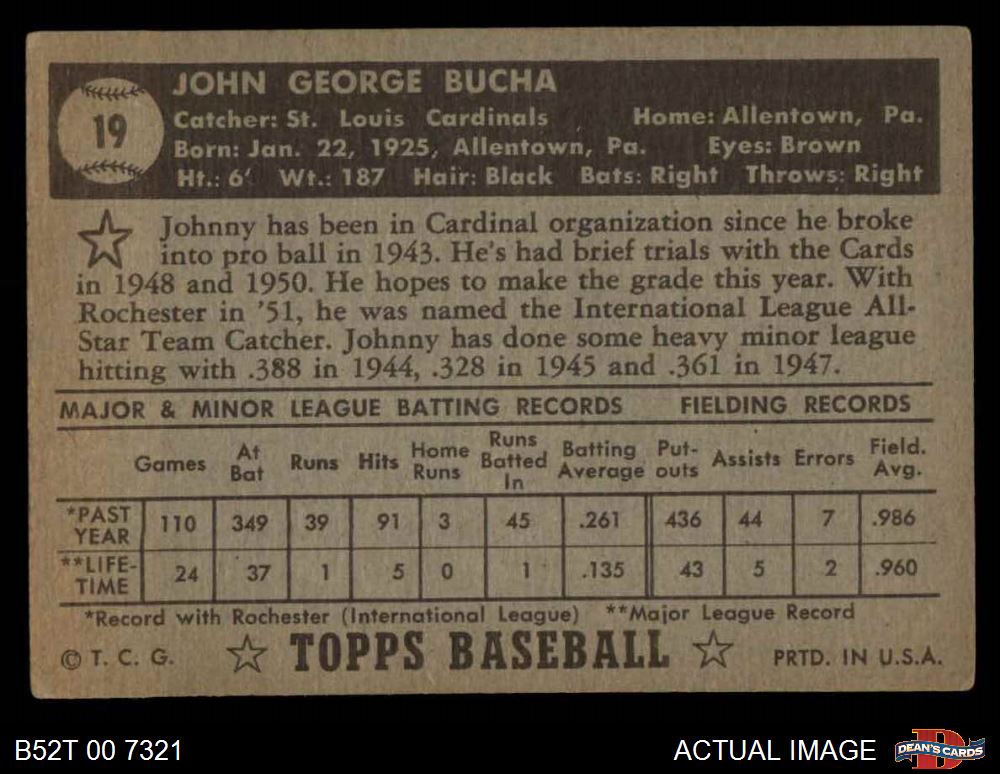 19
JOHN GEORGE BUCHA
Catcher: St. Louis Cardinals Home: Allentown, Pa.
Born: Jan. 22, 1925, Allentown, Pa. Eyes: Brown
Ht.: 6' Wt.: 187 Hair: Black Bats: Right Throws: Right
Johnny has been in Cardinal organization since he broke
into pro ball in 1943. He's had brief trials with the Cards
in 1948 and 1950. He hopes to make the grade this year. With
Rochester in '51, he was named the International League All-
Star Team Catcher. Johnny has done some heavy minor league
hitting with .388 in 1944, .328 in 1945 and .361 in 1947.
MAJOR & MINOR LEAGUE BATTING RECORDS FIELDING RECORDS
Games At Bat Runs Hits Home Runs Runs Batted In Batting Average Put-outs Assists Errors Field. Avg.
*PAST YEAR 110 349 39 91 3 45 .261 436 44 7 .986
**LIFE-TIME 24 37 1 5 0 1 .135 43 5 2 .960
*Record with Rochester (International League) **Major League Record
© T. C. G. TOPPS BASEBALL PRTD. IN U.S.A.
B52T 00 7321 ACTUAL IMAGE DEAN'S CARDS